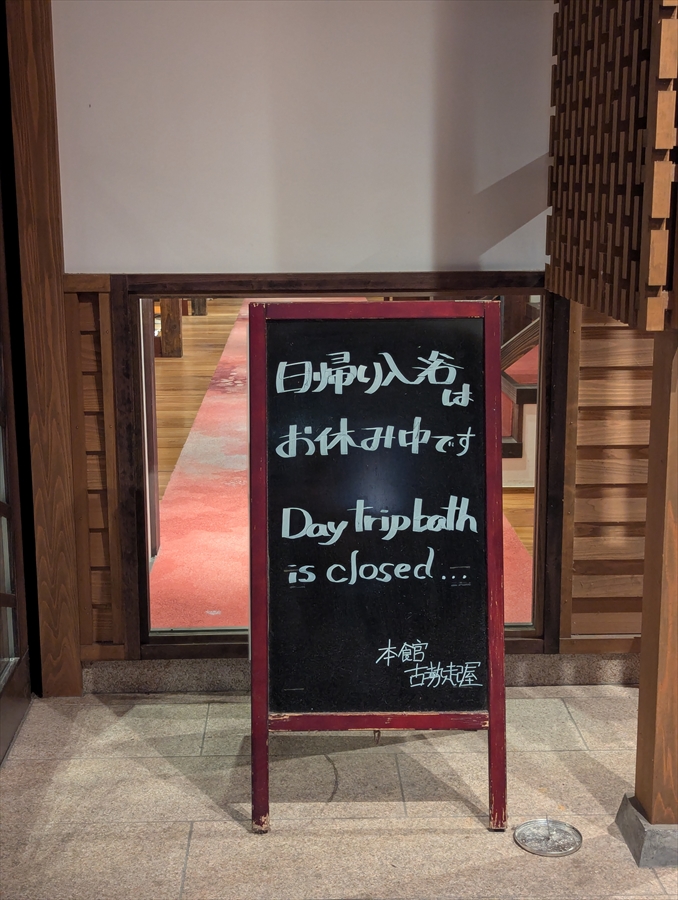 日帰り入浴は
お休み中です
Day trip bath
is closed...
本館
古勢起屋